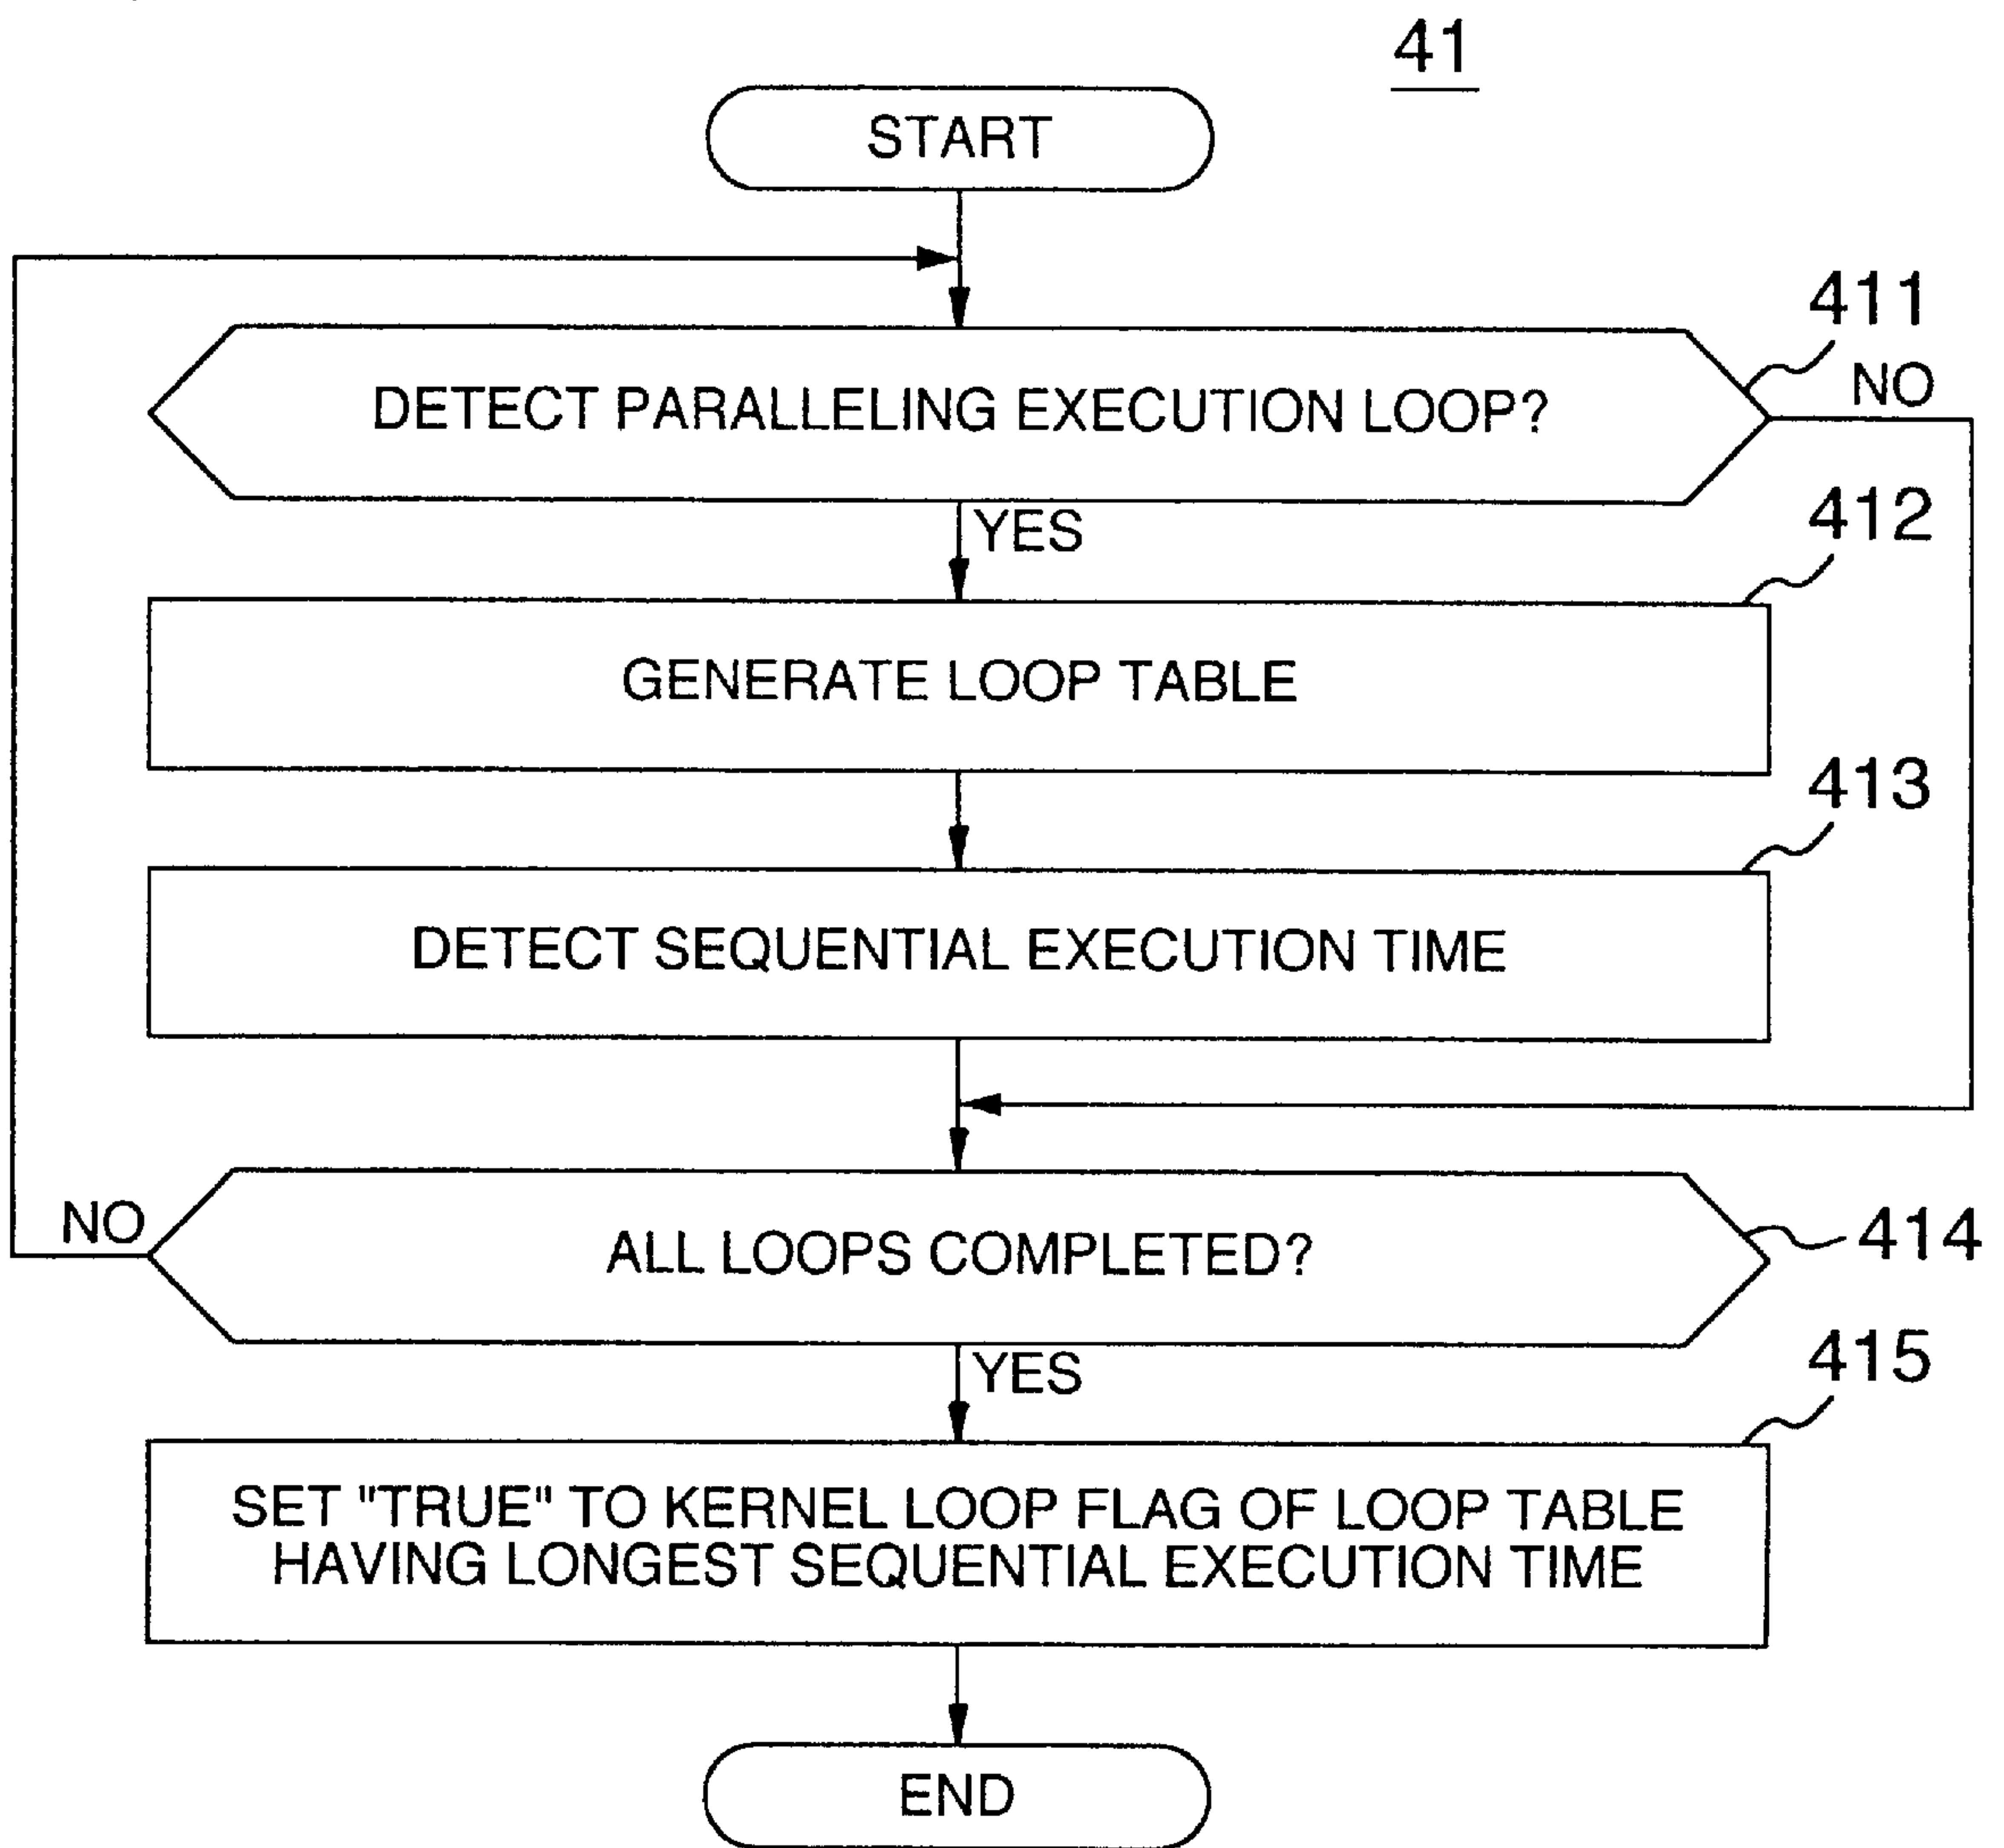 41
START
411
DETECT PARALLELING EXECUTION LOOP?
NO
YES
412
GENERATE LOOP TABLE
413
DETECT SEQUENTIAL EXECUTION TIME
NO
ALL LOOPS COMPLETED?
414
YES
415
SET "TRUE" TO KERNEL LOOP FLAG OF LOOP TABLE
HAVING LONGEST SEQUENTIAL EXECUTION TIME
END